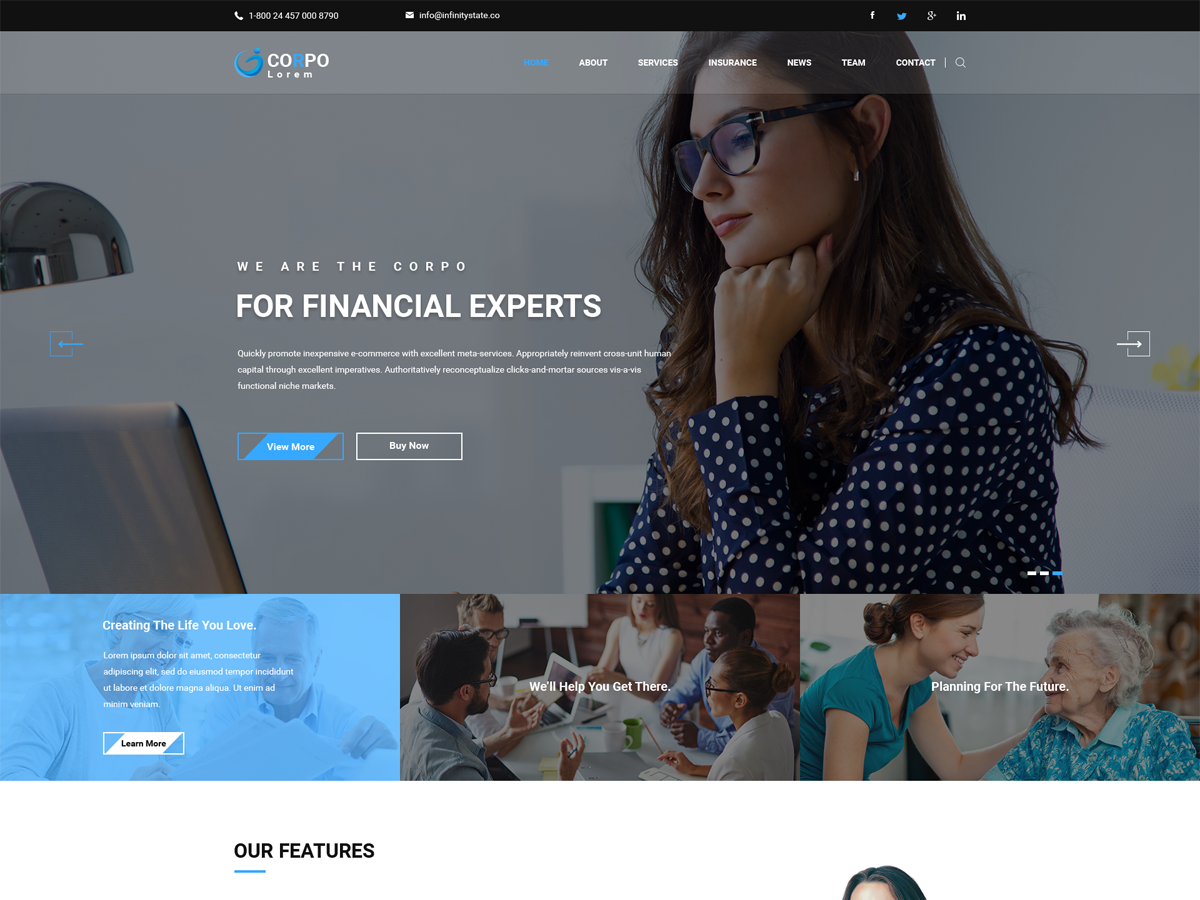 1-800 24 457 000 8790
info@infinitystate.co
CORPO
Lorem
HOME
ABOUT
SERVICES
INSURANCE
NEWS
TEAM
CONTACT
WE ARE THE CORPO
FOR FINANCIAL EXPERTS
Quickly promote inexpensive e-commerce with excellent meta-services. Appropriately reinvent cross-unit human
capital through excellent imperatives. Authoritatively reconceptualize clicks-and-mortar sources vis-a-vis
functional niche markets.
View More
Buy Now
Creating The Life You Love.
Lorem ipsum dolor sit amet, consectetur
adipiscing elit, sed do eiusmod tempor incididunt
ut labore et dolore magna aliqua. Ut enim ad
minim veniam.
Learn More
We'll Help You Get There.
Planning For The Future.
OUR FEATURES